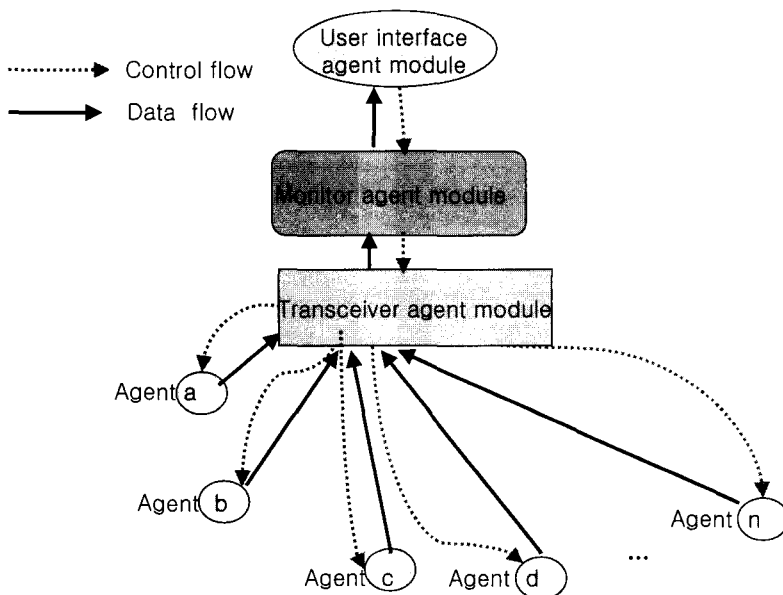 User interface
agent module
Control flow
Data flow
Monitor agent module
Transceiver agent module
Agent a
Agent b
Agent c
Agent d
...
Agent n